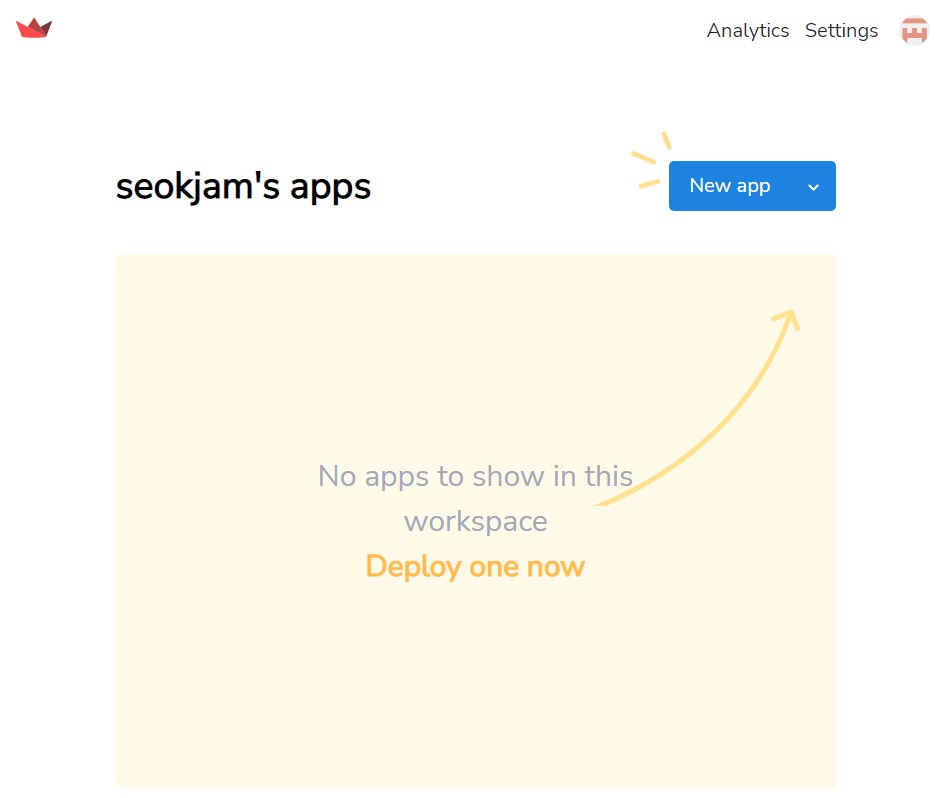 Analytics Settings
seokjam's apps
New app
No apps to show in this
workspace
Deploy one now